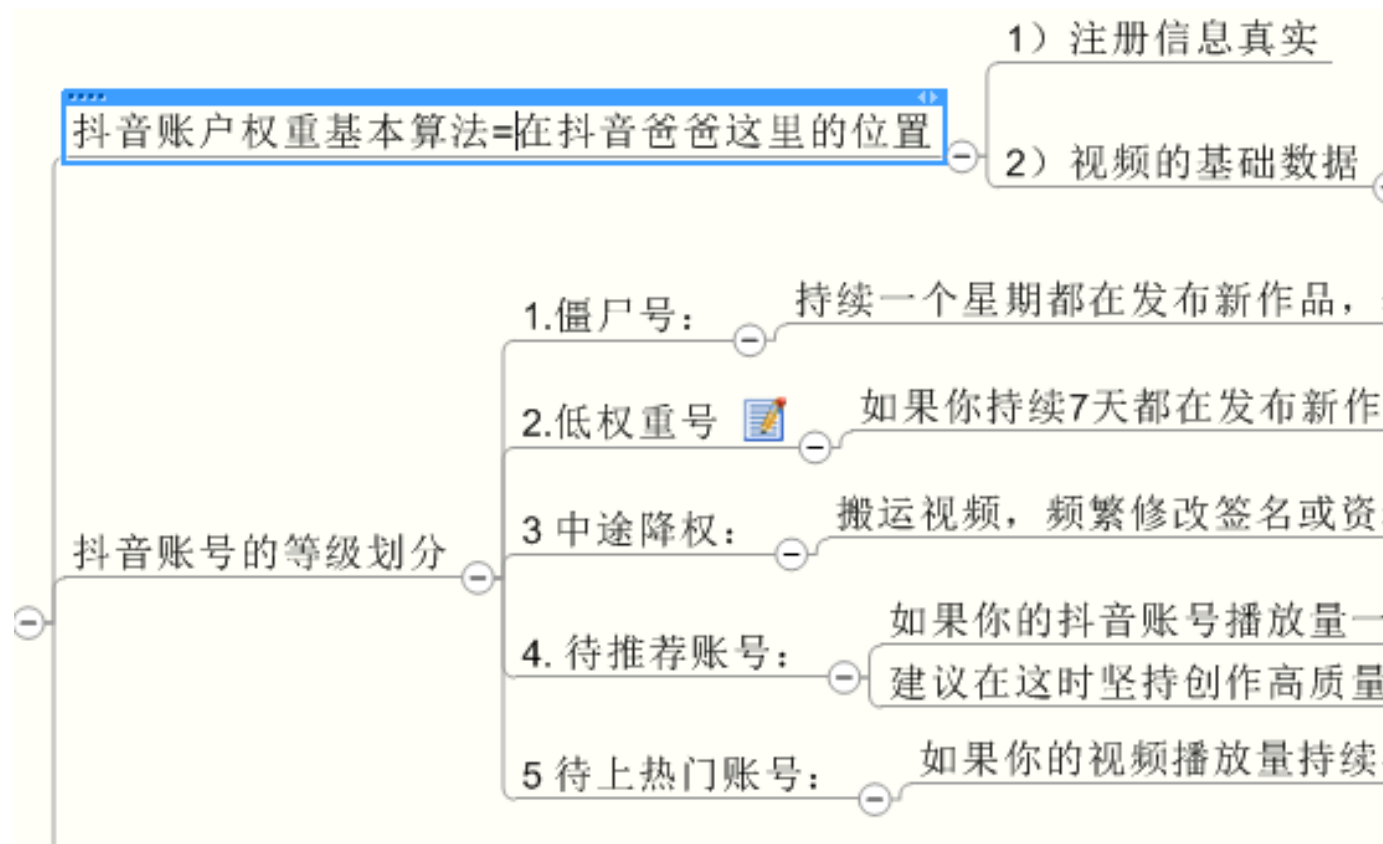 1）注册信息真实
抖音账户权重基本算法=在抖音爸爸这里的位置
2）视频的基础数据
1.僵尸号：
持续一个星期都在发布新作品，
2.低权重号
如果你持续7天都在发布新作
3 中途降权：
搬运视频，频繁修改签名或资
抖音账号的等级划分
4. 待推荐账号：
如果你的抖音账号播放量一
建议在这时坚持创作高质量
5 待上热门账号：
如果你的视频播放量持续